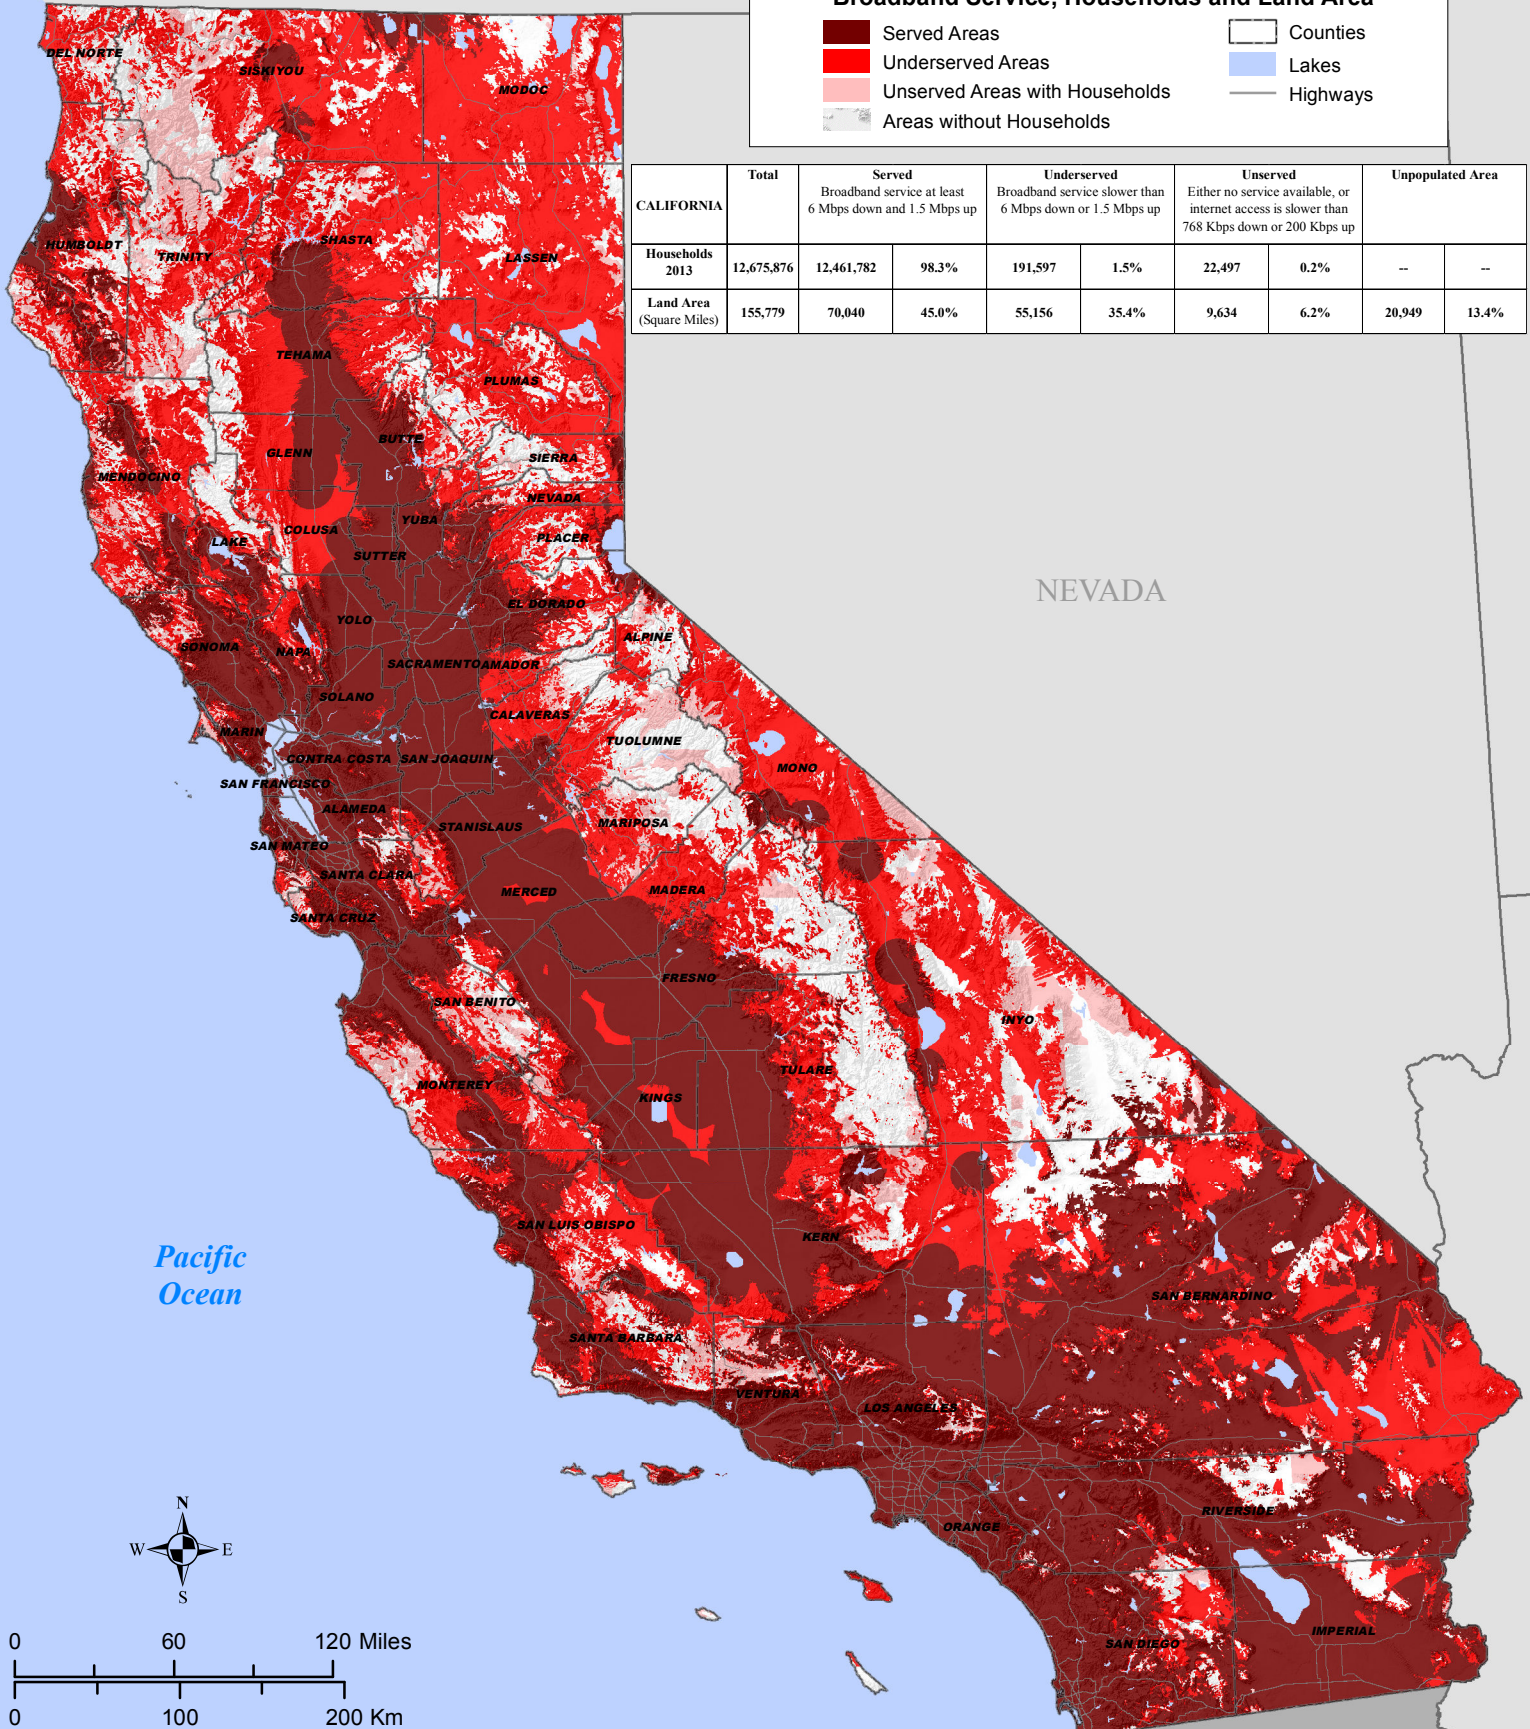 Broadband Service, Households and Land Area
Served Areas
Underserved Areas
Unserved Areas with Households
Areas without Households
Counties
Lakes
Highways
CALIFORNIA
Total
Served
Broadband service at least
6 Mbps down and 1.5 Mbps up
Underserved
Broadband service slower than
6 Mbps down or 1.5 Mbps up
Unserved
Either no service available, or
internet access is slower than
768 Kbps down or 200 Kbps up
Unpopulated Area
Households
2013
12,675,876 12,461,782 98.3% 191,597 1.5% 22,497 0.2% -- --
Land Area
(Square Miles)
155,779 70,040 45.0% 55,156 35.4% 9,634 6.2% 20,949 13.4%
DEL NORTE
SISKIYOU
MODOC
HUMBOLDT
TRINITY
SHASTA
LASSEN
TEHAMA
PLUMAS
GLENN
BUTTE
SIERRA
MENDOCINO
NEVADA
COLUSA
YUBA
LAKE
SUTTER
PLACER
NEVADA
YOLO
EL DORADO
SONOMA
NAPA
ALPINE
SACRAMENTO
AMADOR
SOLANO
CALAVERAS
MARIN
TUOLUMNE
CONTRA COSTA
SAN JOAQUIN
MONO
SAN FRANCISCO
ALAMEDA
STANISLAUS
MARIPOSA
SAN MATEO
SANTA CLARA
MERCED
MADERA
SANTA CRUZ
FRESNO
SAN BENITO
INYO
MONTEREY
TULARE
KINGS
SAN LUIS OBISPO
KERN
Pacific
Ocean
SAN BERNARDINO
SANTA BARBARA
VENTURA
LOS ANGELES
RIVERSIDE
ORANGE
IMPERIAL
SAN DIEGO
N
W E
S
0 60 120 Miles
0 100 200 Km